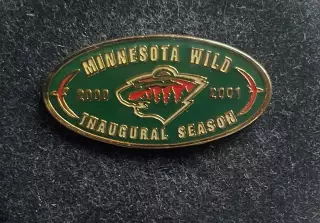 MINNESOTA WILD
2000 2001
INAUGURAL SEASON